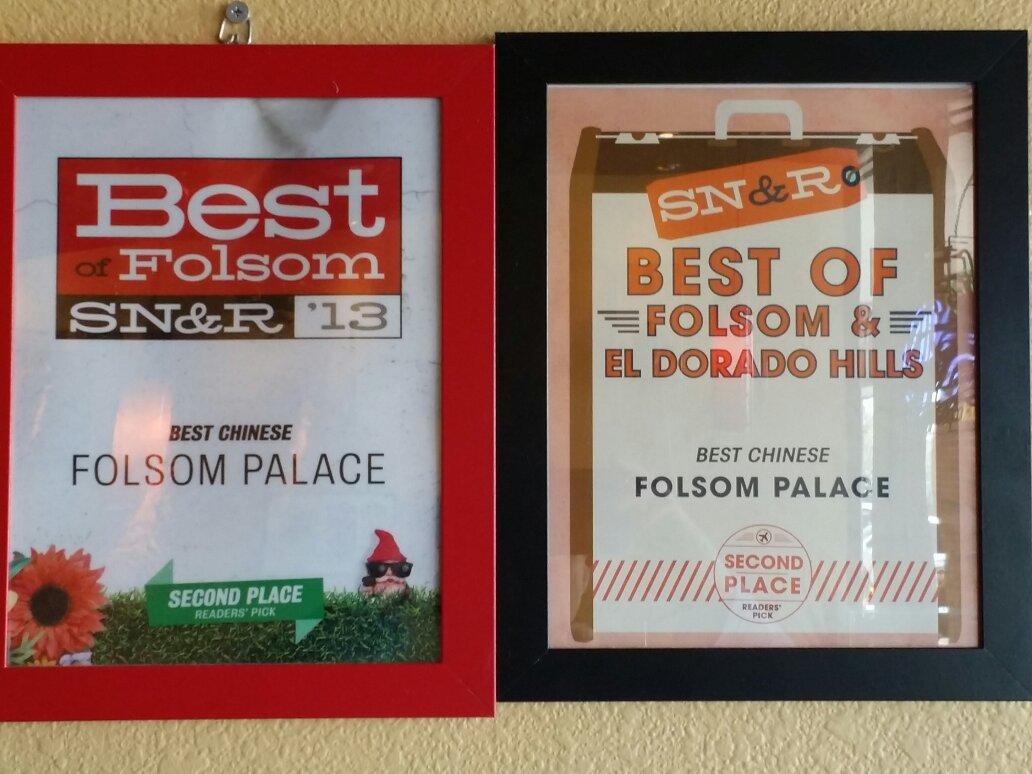 Best
of Folsom
SN&R '13
BEST CHINESE
FOLSOM PALACE
SECOND PLACE
READERS' PICK
SN&R
BEST OF
FOLSOM &
EL DORADO HILLS
BEST CHINESE
FOLSOM PALACE
SECOND
PLACE
READERS'
PICK